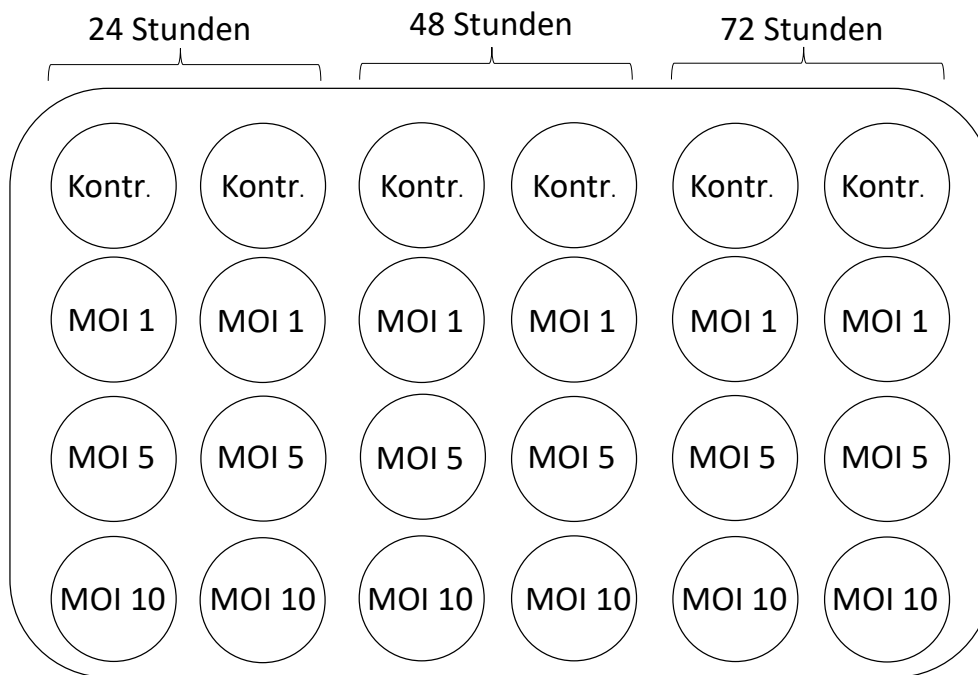 24 Stunden 48 Stunden 72 Stunden
Kontr. Kontr. Kontr. Kontr. Kontr. Kontr.
MOI 1 MOI 1 MOI 1 MOI 1 MOI 1 MOI 1
MOI 5 MOI 5 MOI 5 MOI 5 MOI 5 MOI 5
MOI 10 MOI 10 MOI 10 MOI 10 MOI 10 MOI 10